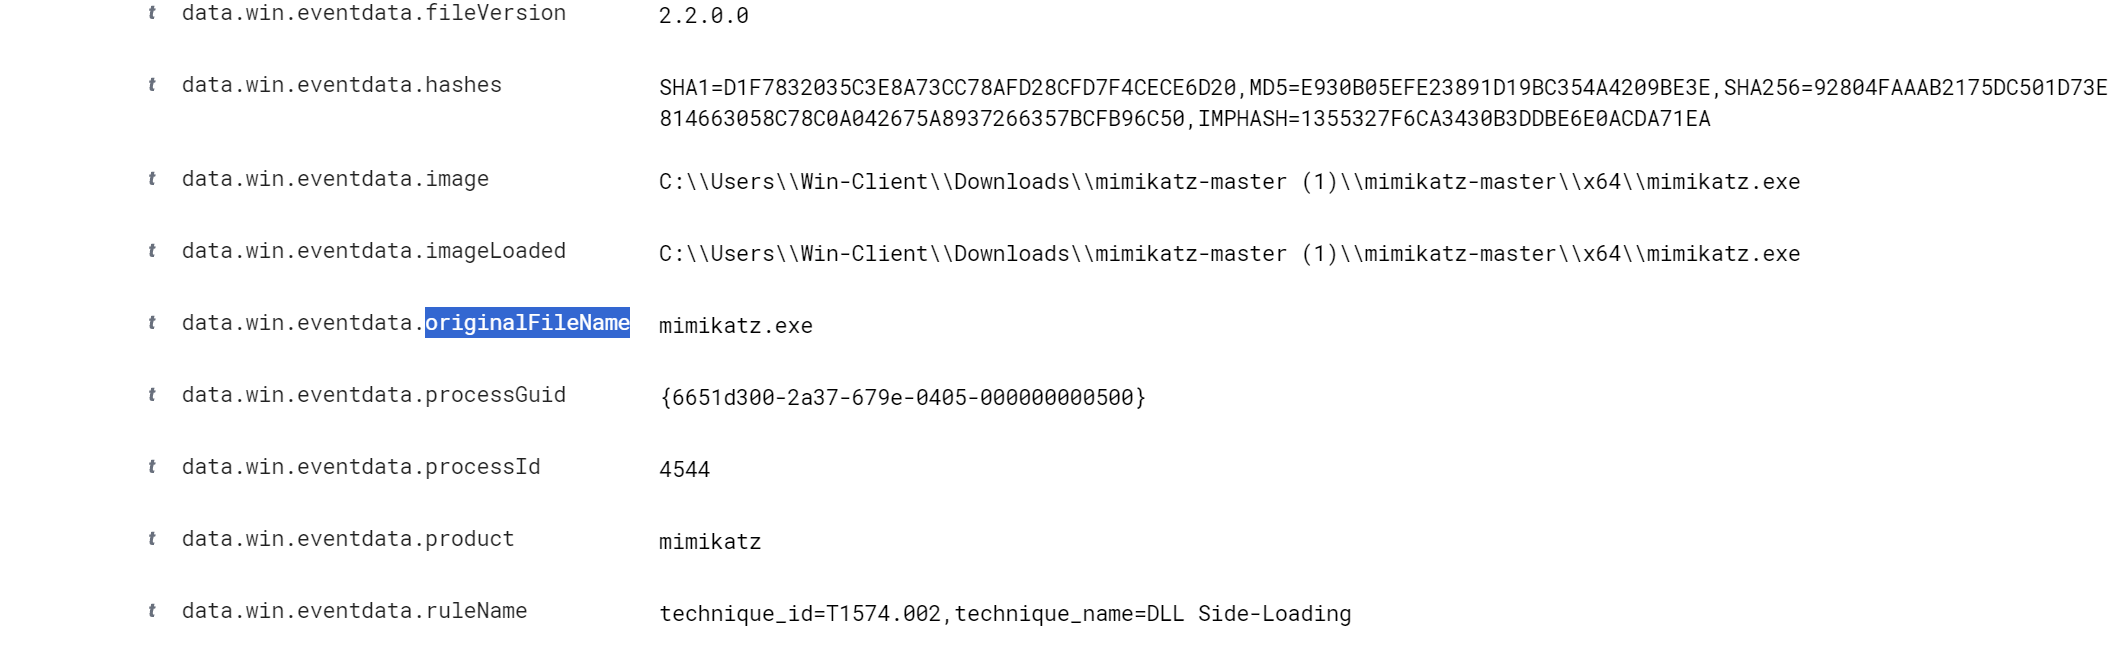 t data.win.eventdata.fileVersion 2.2.0.0
t data.win.eventdata.hashes SHA1=D1F7832035C3E8A73CC78AFD28CFD7F4CECE6D20,MD5=E930B05EFE23891D19BC354A4209BE3E,SHA256=92804FAAAB2175DC501D73E
814663058C78C0A042675A8937266357BCFB96C50,IMPHASH=1355327F6CA3430B3DDBE6E0ACDA71EA
t data.win.eventdata.image C:\\Users\\Win-Client\\Downloads\\mimikatz-master (1)\\mimikatz-master\\x64\\mimikatz.exe
t data.win.eventdata.imageLoaded C:\\Users\\Win-Client\\Downloads\\mimikatz-master (1)\\mimikatz-master\\x64\\mimikatz.exe
t data.win.eventdata.originalFileName mimikatz.exe
t data.win.eventdata.processGuid {6651d300-2a37-679e-0405-000000000500}
t data.win.eventdata.processId 4544
t data.win.eventdata.product mimikatz
t data.win.eventdata.ruleName technique_id=T1574.002,technique_name=DLL Side-Loading